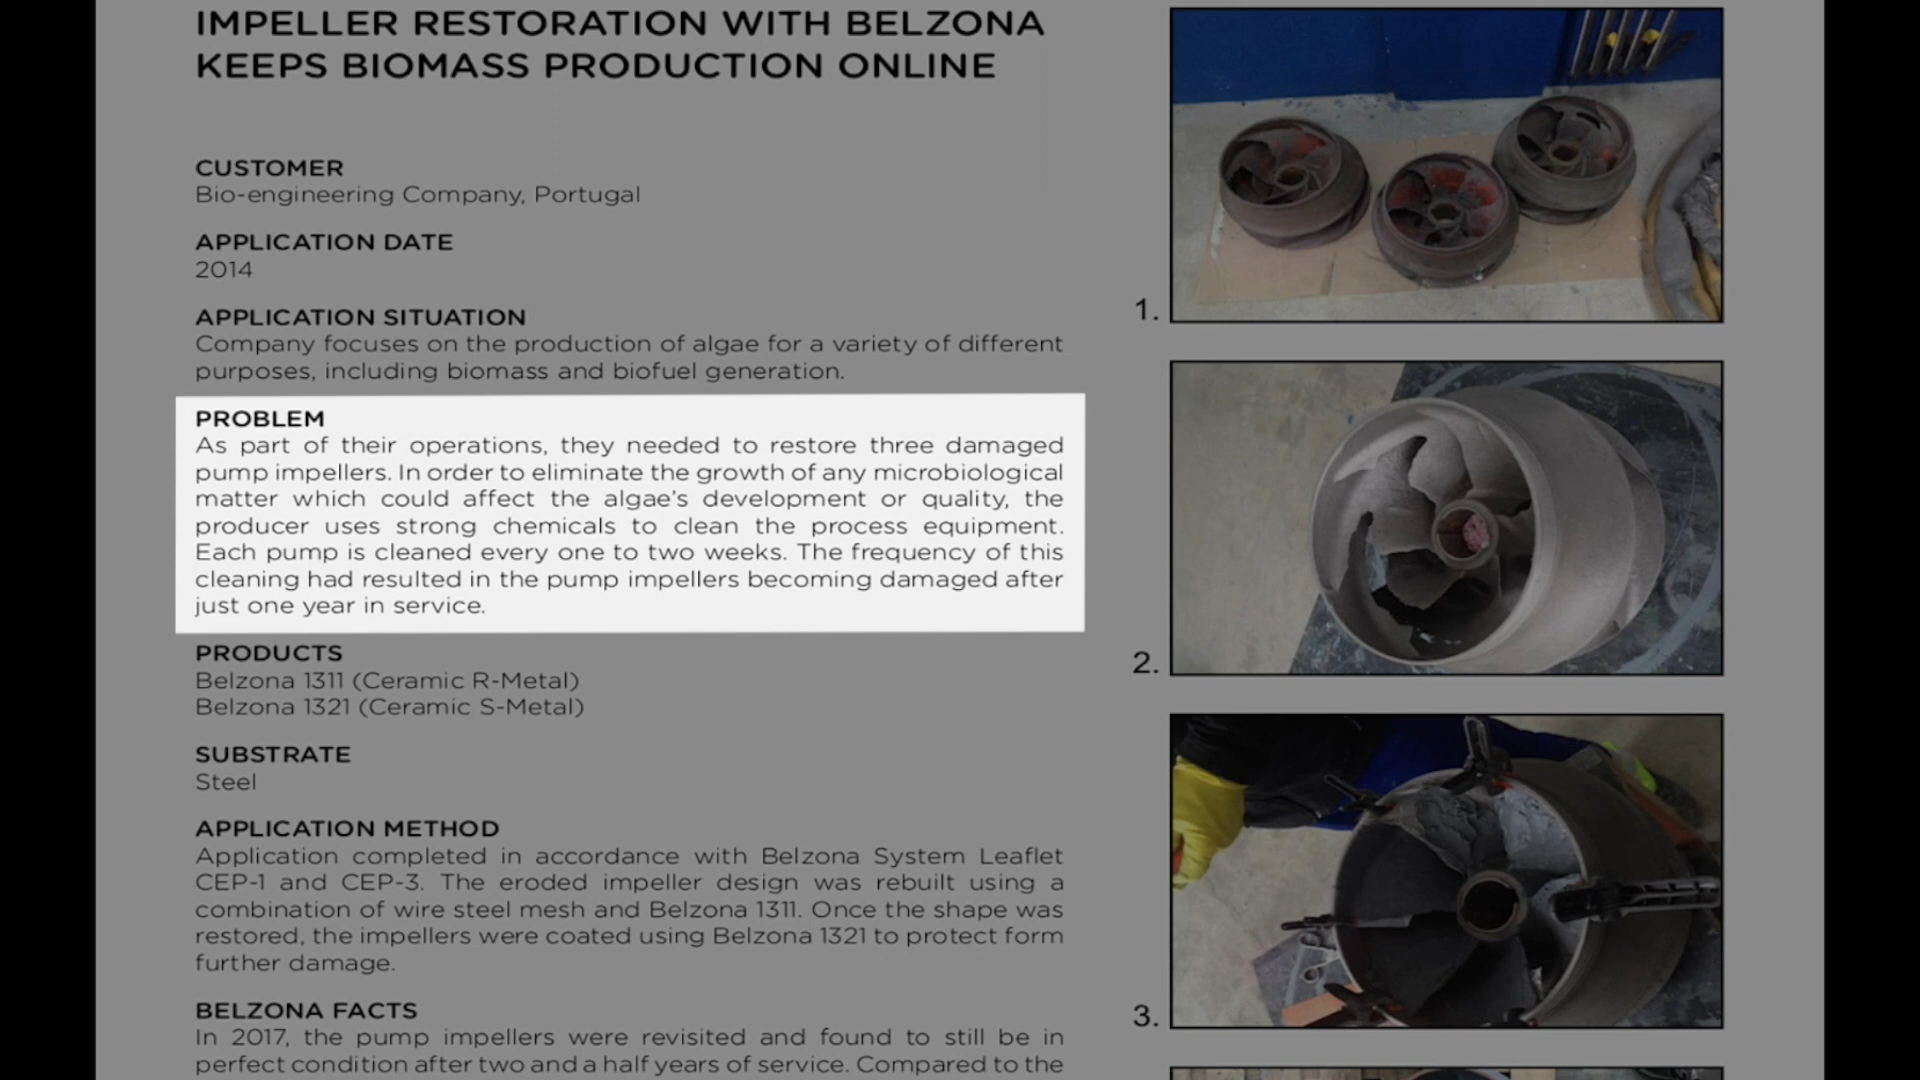 IMPELLER RESTORATION WITH BELZONA
KEEPS BIOMASS PRODUCTION ONLINE
CUSTOMER
Bio-engineering Company, Portugal
APPLICATION DATE
2014
APPLICATION SITUATION
Company focuses on the production of algae for a variety of different
purposes, including biomass and biofuel generation.
PROBLEM
As part of their operations, they needed to restore three damaged
pump impellers. In order to eliminate the growth of any microbiological
matter which could affect the algae's development or quality, the
producer uses strong chemicals to clean the process equipment.
Each pump is cleaned every one to two weeks. The frequency of this
cleaning had resulted in the pump impellers becoming damaged after
just one year in service.
PRODUCTS
Belzona 1311 (Ceramic R-Metal)
Belzona 1321 (Ceramic S-Metal)
SUBSTRATE
Steel
APPLICATION METHOD
Application completed in accordance with Belzona System Leaflet
CEP-1 and CEP-3. The eroded impeller design was rebuilt using a
combination of wire steel mesh and Belzona 1311. Once the shape was
restored, the impellers were coated using Belzona 1321 to protect form
further damage.
BELZONA FACTS
In 2017, the pump impellers were revisited and found to still be in
perfect condition after two and a half years of service. Compared to the
1.
2.
3.